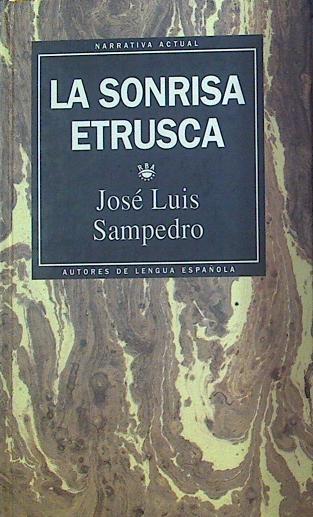 NARRATIVA ACTUAL
LA SONRISA
ETRUSCA
RBA
José Luis
Sampedro
AUTORES DE LENGUA ESPAÑOLA